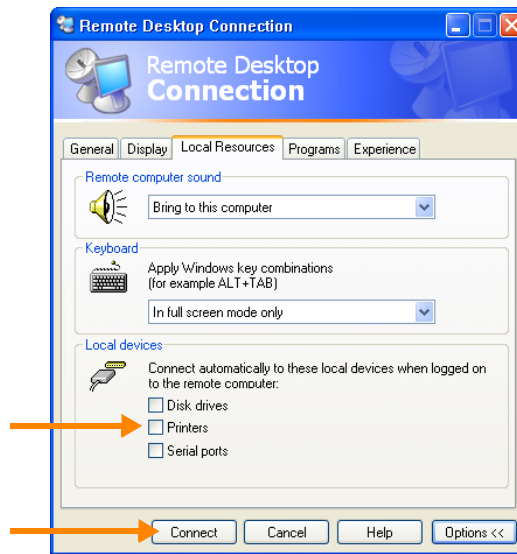 Remote Desktop Connection
Remote Desktop
Connection
General Display Local Resources Programs Experience
Remote computer sound
Bring to this computer
Keyboard
Apply Windows key combinations
(for example ALT+TAB)
In full screen mode only
Local devices
Connect automatically to these local devices when logged on
to the remote computer:
Disk drives
Printers
Serial ports
Connect Cancel Help Options <<